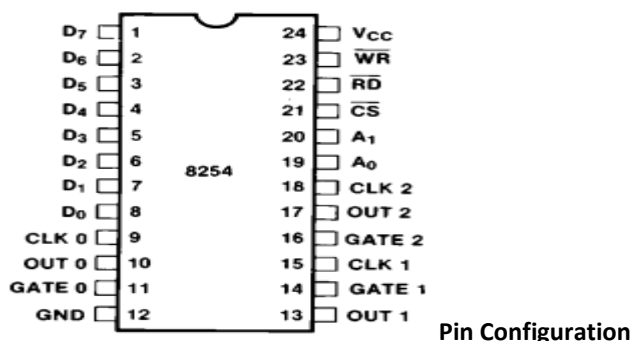 D7 1 24 VCC
D6 2 23 WR
D5 3 22 RD
D4 4 21 CS
D3 5 20 A1
D2 6 19 A0
8254
D1 7 18 CLK 2
D0 8 17 OUT 2
CLK 0 9 16 GATE 2
OUT 0 10 15 CLK 1
GATE 0 11 14 GATE 1
GND 12 13 OUT 1
Pin Configuration